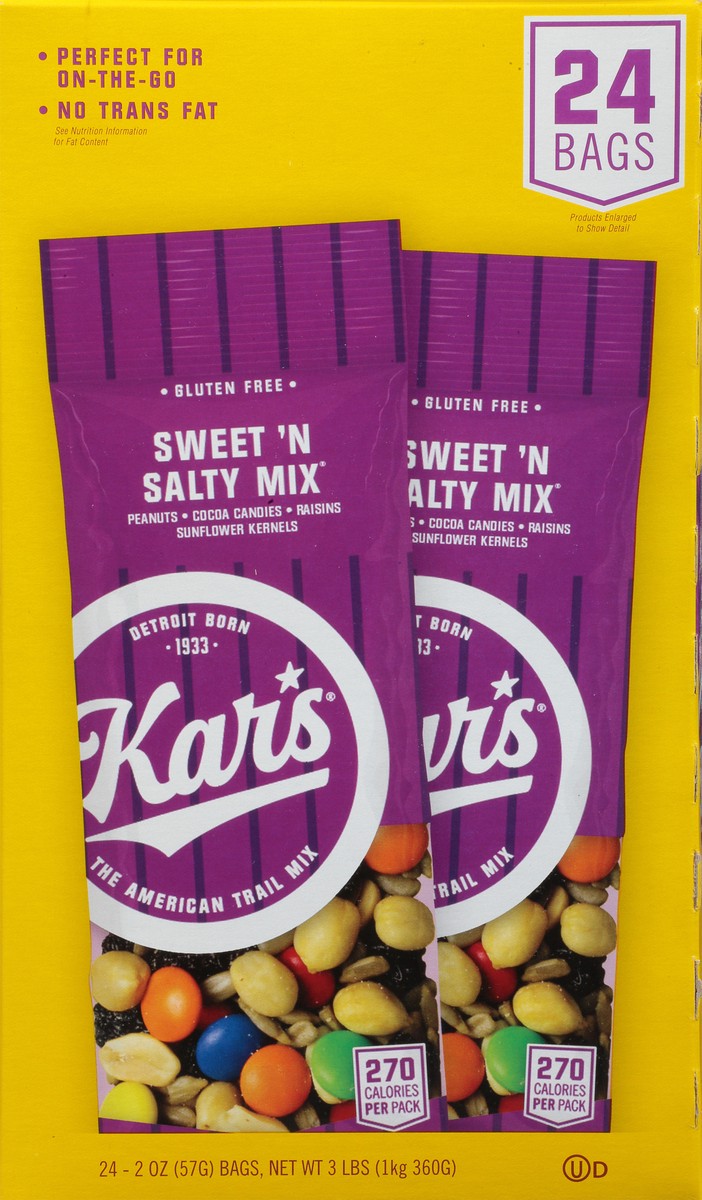 • PERFECT FOR
ON-THE-GO
• NO TRANS FAT
See Nutrition Information
for Fat Content
24
BAGS
Products Enlarged
to Show Detail
• GLUTEN FREE •
SWEET 'N
SALTY MIX®
PEANUTS • COCOA CANDIES • RAISINS
SUNFLOWER KERNELS
DETROIT BORN
• 1933 •
Kar's®
THE AMERICAN TRAIL MIX
270
CALORIES
PER PACK
• GLUTEN FREE •
SWEET 'N
ALTY MIX®
S • COCOA CANDIES • RAISINS
SUNFLOWER KERNELS
T BORN
33 •
ar's®
TRAIL MIX
270
CALORIES
PER PACK
24 - 2 OZ (57G) BAGS, NET WT 3 LBS (1kg 360G)
Ⓤ D